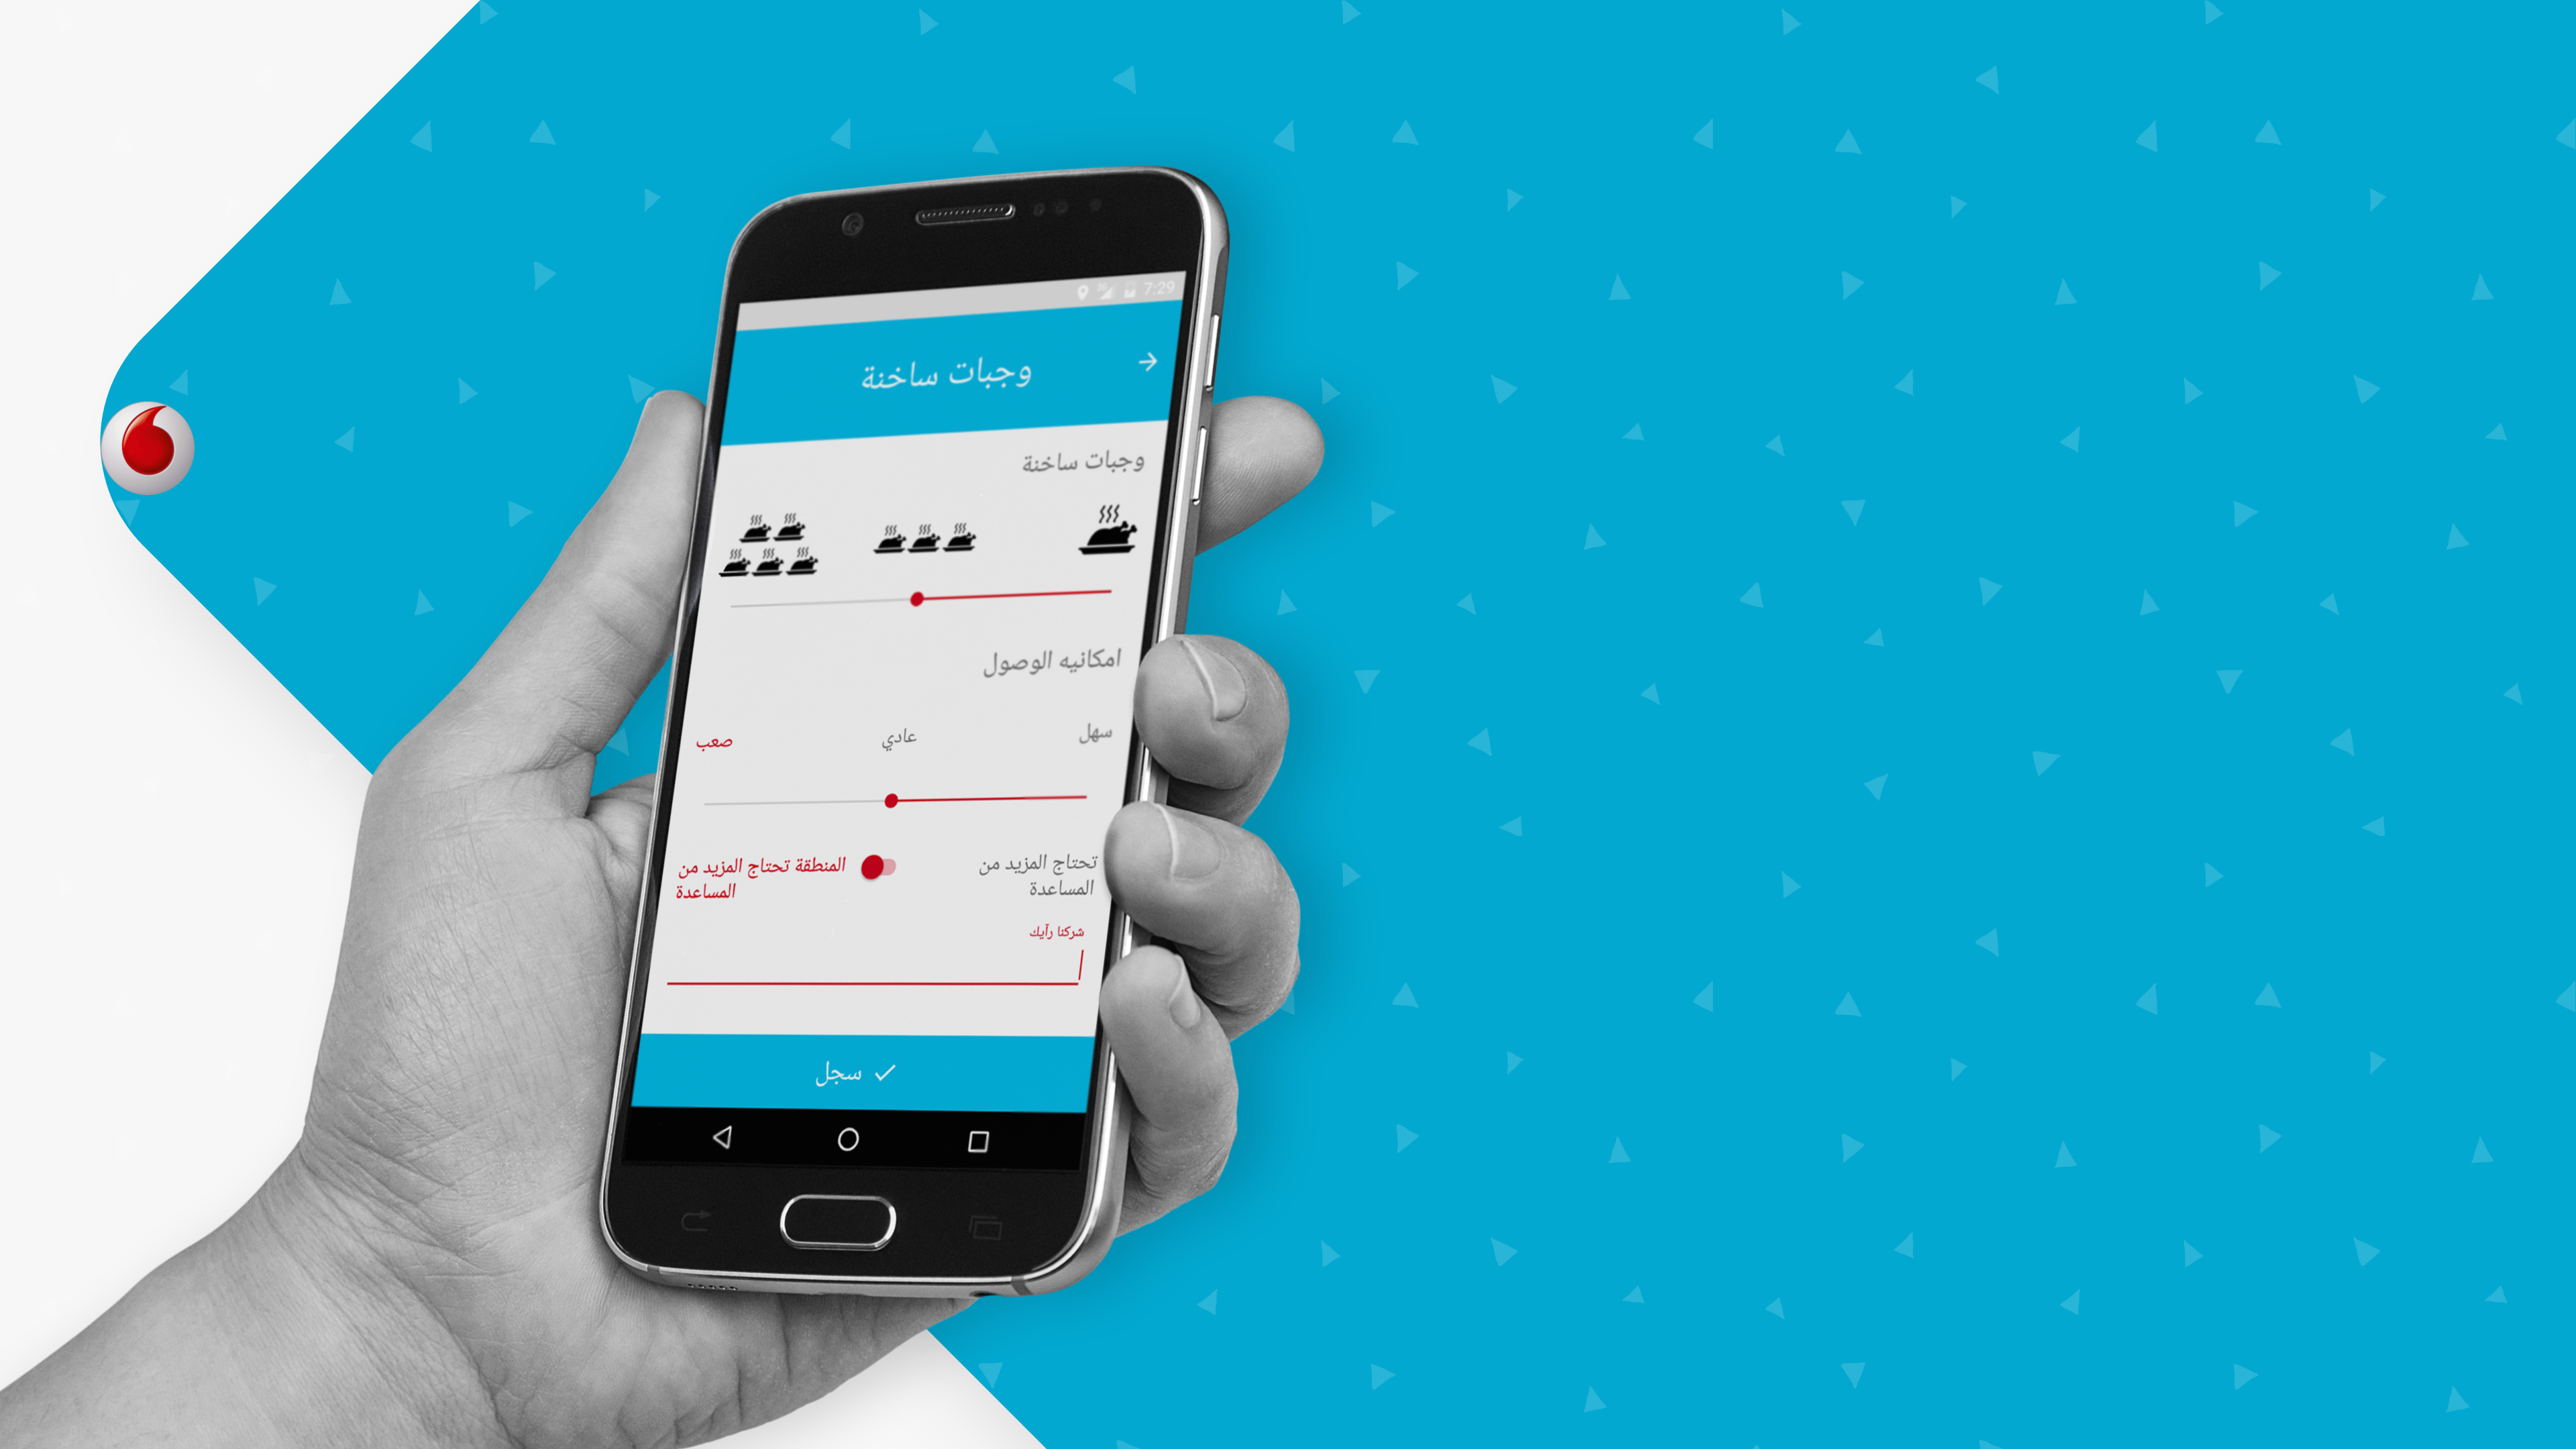 7:29
وجبات ساخنة
وجبات ساخنة
امكانيه الوصول
سهل عادي صعب
تحتاج المزيد من
المساعدة
المنطقة تحتاج المزيد من
المساعدة
شركنا رآيك
سجل